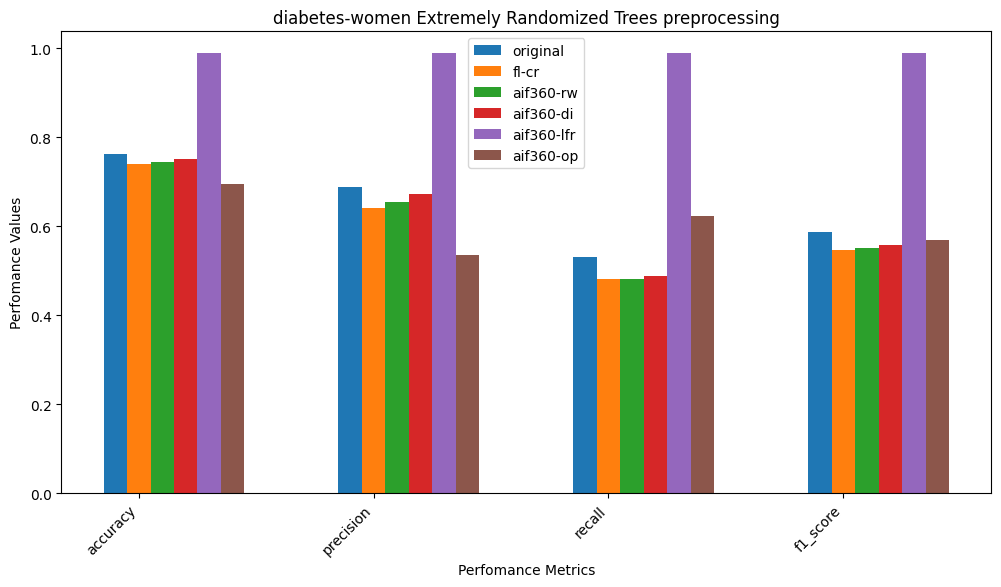 diabetes-women Extremely Randomized Trees preprocessing
original
fl-cr
aif360-rw
aif360-di
aif360-lfr
aif360-op
Perfomance Values
1.0
0.8
0.6
0.4
0.2
0.0
accuracy
precision
recall
f1_score
Perfomance Metrics